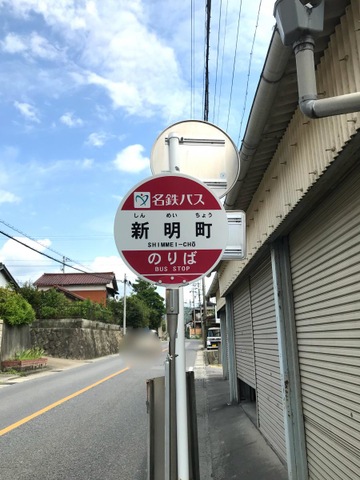 名鉄バス
しん めい ちょう
新明町
SHIMMEI-CHŌ
のりば
BUS STOP